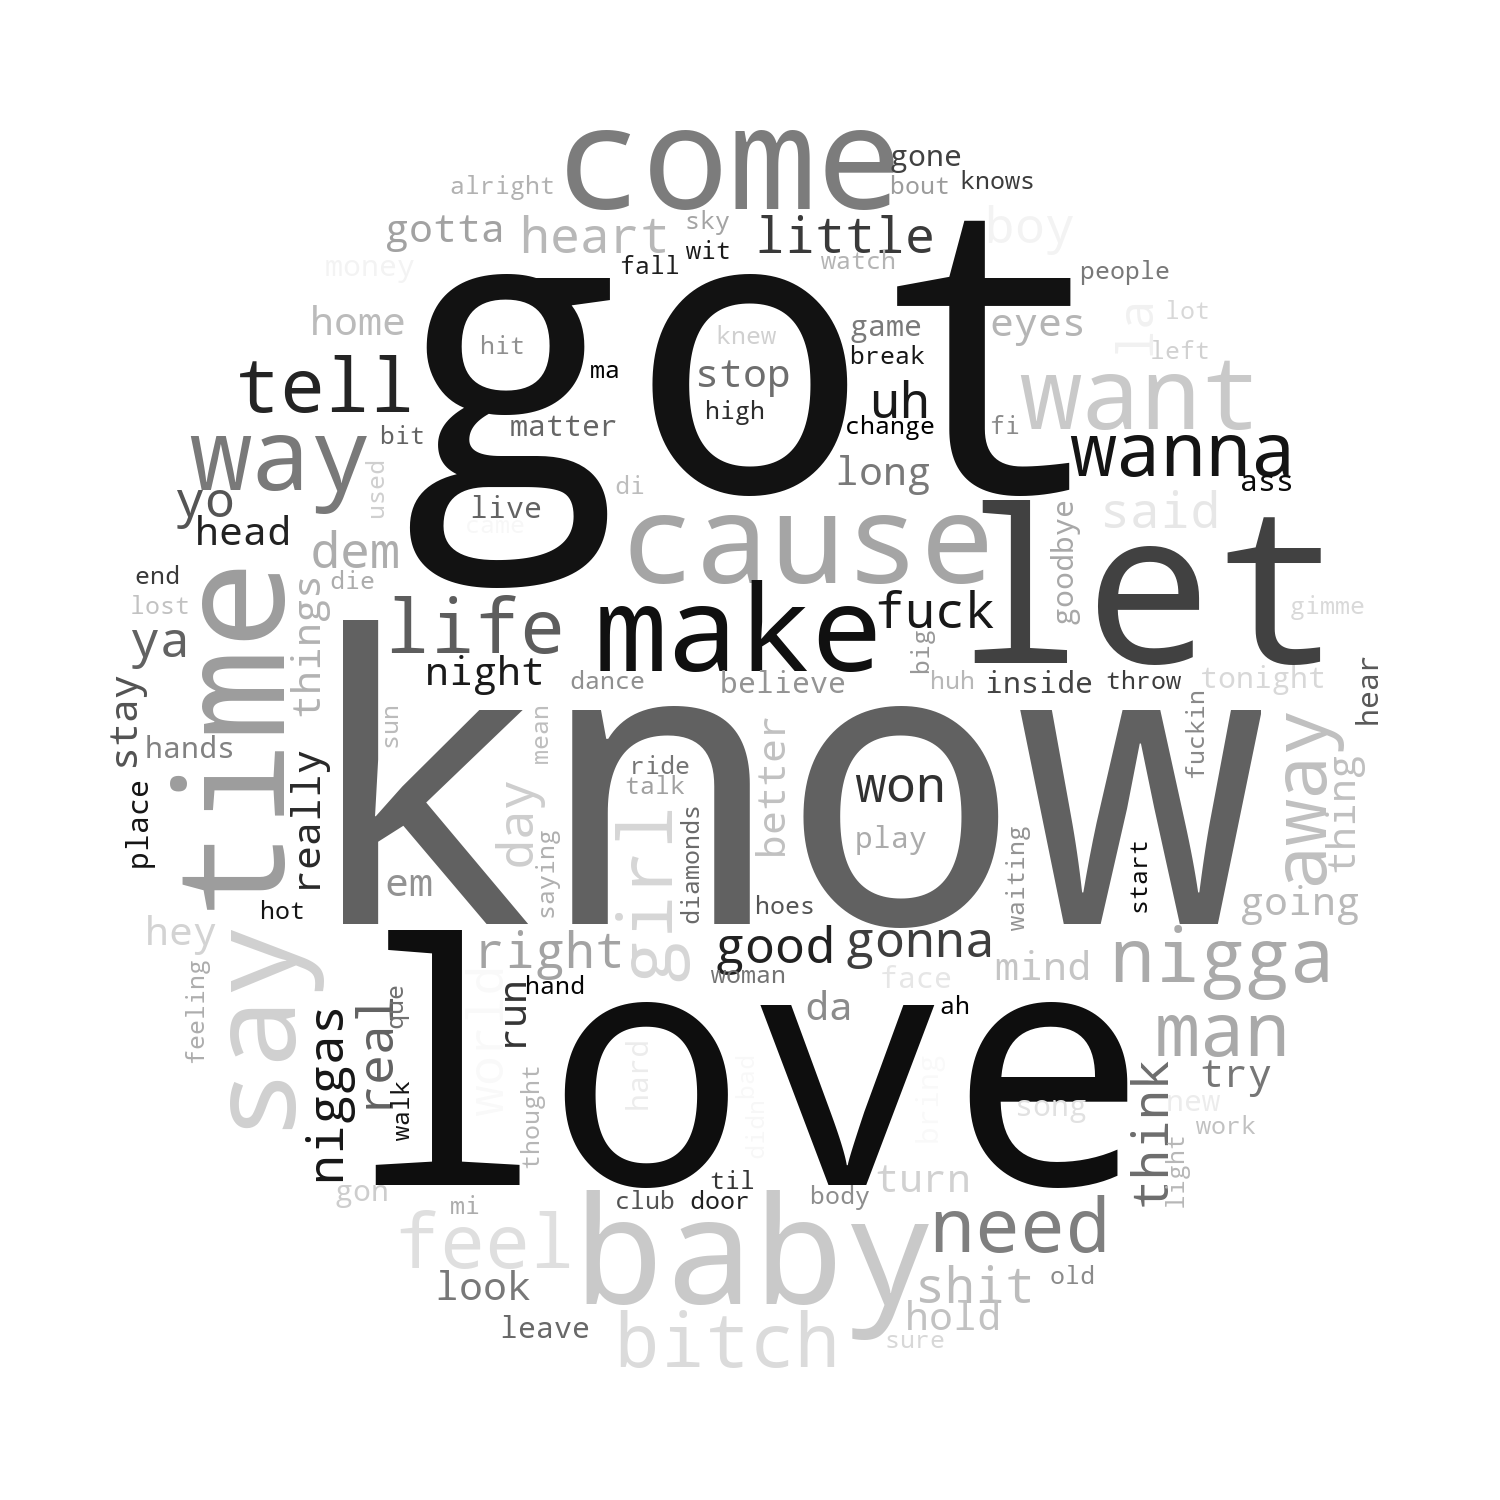 come
gone
alright
bout
knows
gotta
heart
sky
little
boy
wit
money
fall
watch
people
got
home
hit
knew
game
eyes
la
lot
tell
ma
stop
break
left
want
way
bit
matter
high
uh
change
fi
wanna
yo
used
live
came
di
long
ass
head
dem
cause
let
goodbye
said
end
die
lost
ya
time
things
life
make
fuck
gimme
night
dance
believe
big
huh
inside
throw
tonight
hear
stay
hands
sun
know
mean
ride
talk
better
won
fuckin
away
thing
place
really
day
girl
diamonds
play
waiting
start
em
saying
hot
hoes
going
hey
say
right
good
gonna
mind
nigga
feeling
que
world
hand
woman
face
run
da
ah
man
niggas
real
love
walk
thought
hard
bad
didn
bring
song
think
new
try
work
light
gon
mi
til
club
door
body
turn
feel
baby
need
look
shit
old
leave
bitch
hold
sure